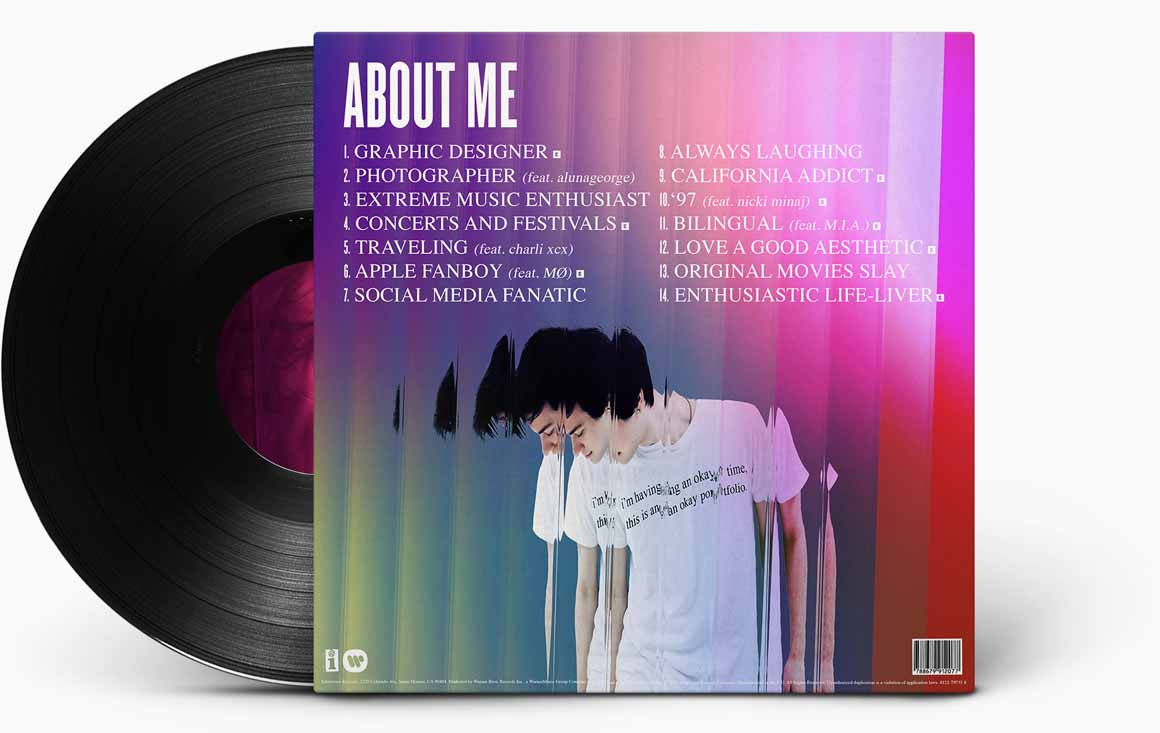 ABOUT ME
1. GRAPHIC DESIGNER E
2. PHOTOGRAPHER (feat. alunageorge)
3. EXTREME MUSIC ENTHUSIAST
4. CONCERTS AND FESTIVALS E
5. TRAVELING (feat. charli xcx)
6. APPLE FANBOY (feat. MØ) E
7. SOCIAL MEDIA FANATIC
8. ALWAYS LAUGHING
9. CALIFORNIA ADDICT E
10. '97 (feat. nicki minaj) E
11. BILINGUAL (feat. M.I.A.) E
12. LOVE A GOOD AESTHETIC E
13. ORIGINAL MOVIES SLAY
14. ENTHUSIASTIC LIFE-LIVER E
i'm having an okay time,
this is an okay portfolio.
i